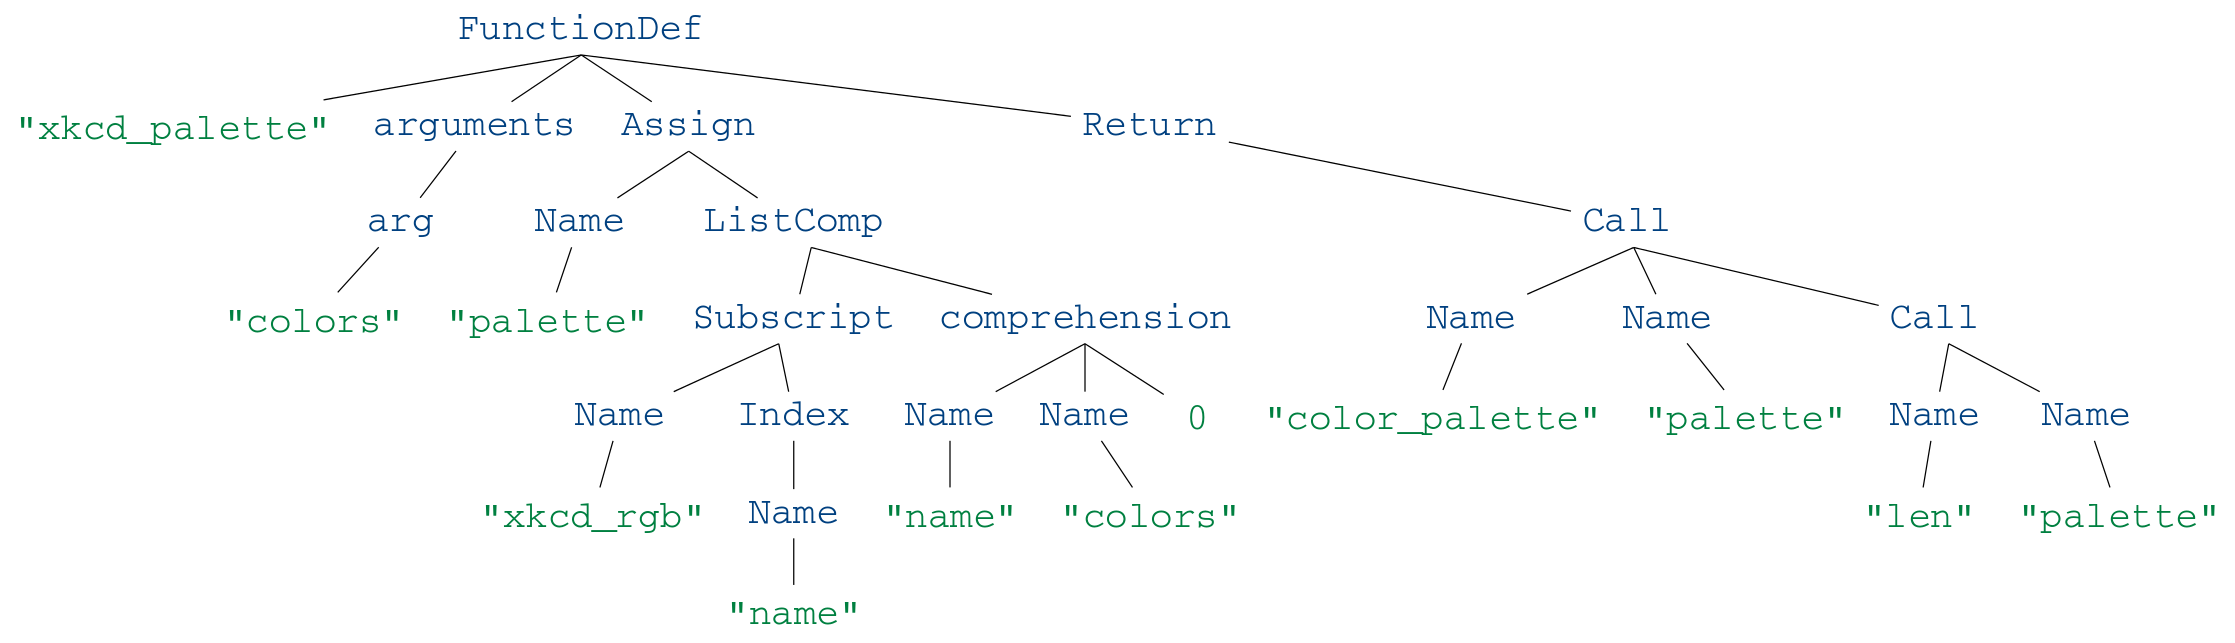 FunctionDef
"xkcd_palette" arguments Assign Return
arg Name ListComp Call
"colors" "palette" Subscript comprehension Name Name Call
Name Index Name Name 0 "color_palette" "palette" Name Name
"xkcd_rgb" Name "name" "colors" "len" "palette"
"name"